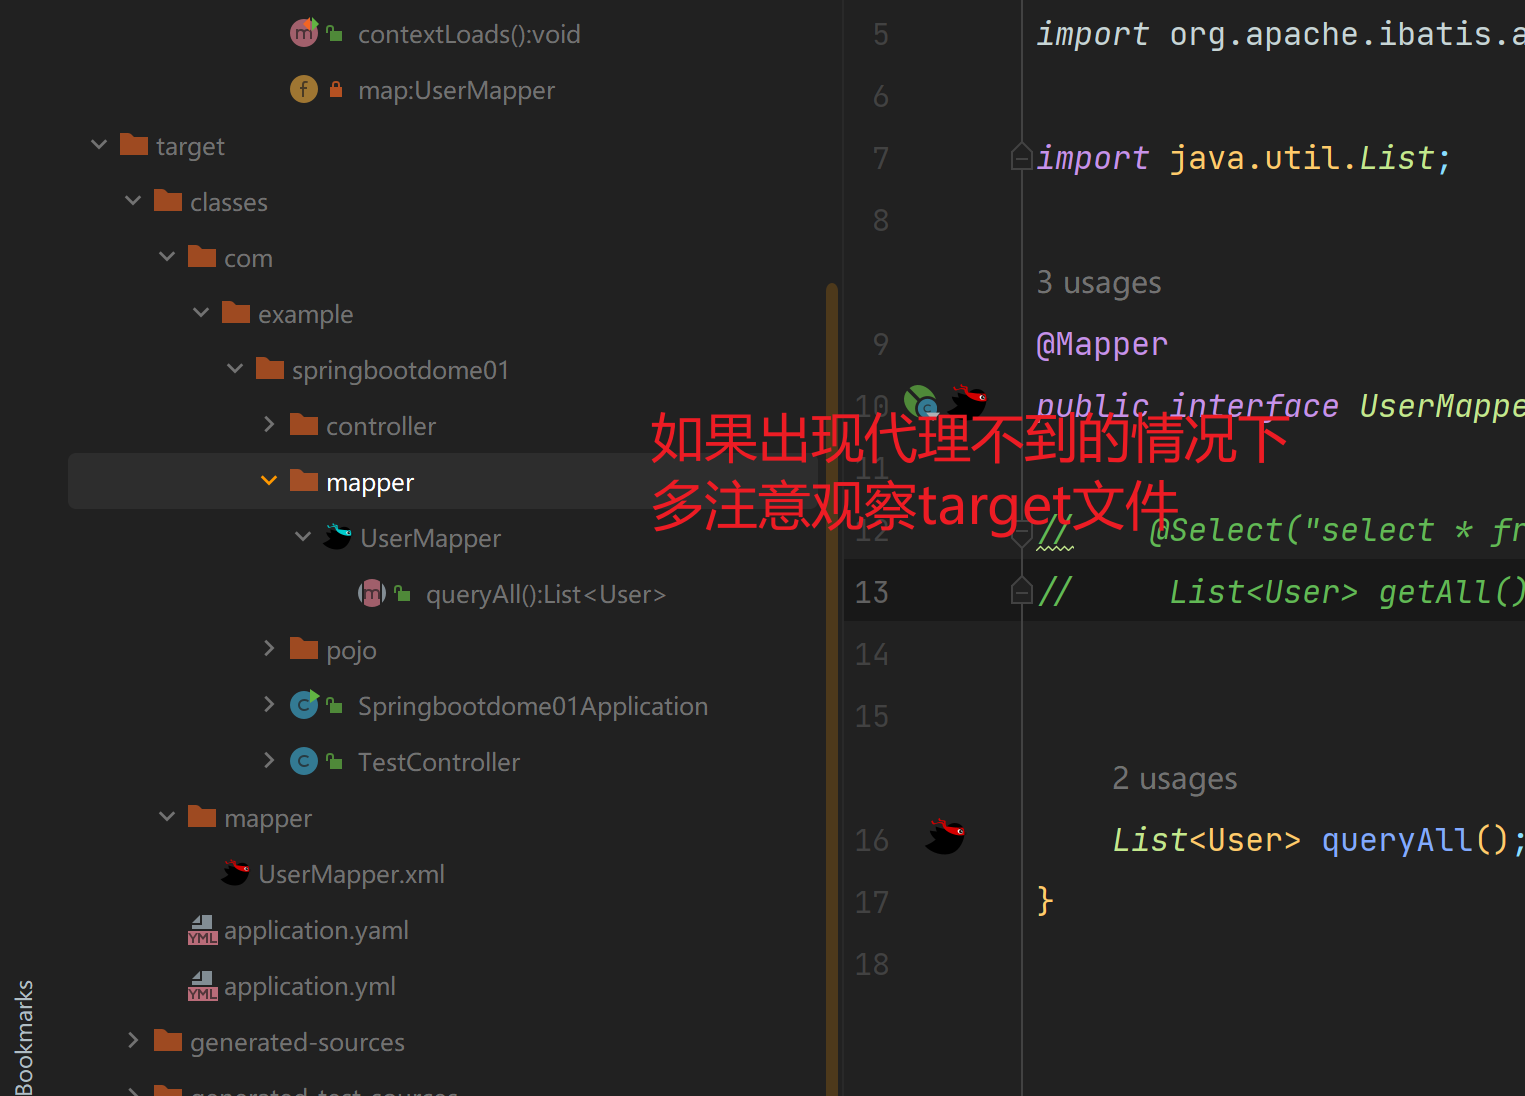 contextLoads():void
map:UserMapper
target
classes
com
example
springbootdome01
controller
mapper
UserMapper
queryAll():List<User>
pojo
Springbootdome01Application
TestController
mapper
UserMapper.xml
application.yaml
application.yml
generated-sources
generated-test-sources
Bookmarks
5 import org.apache.ibatis.a
6
7 import java.util.List;
8
3 usages
9 @Mapper
10 public interface UserMappe
如果出现代理不到的情况下
11
多注意观察target文件
12 // @Select("select * fr
13 // List<User> getAll()
14
15
2 usages
16 List<User> queryAll();
17 }
18